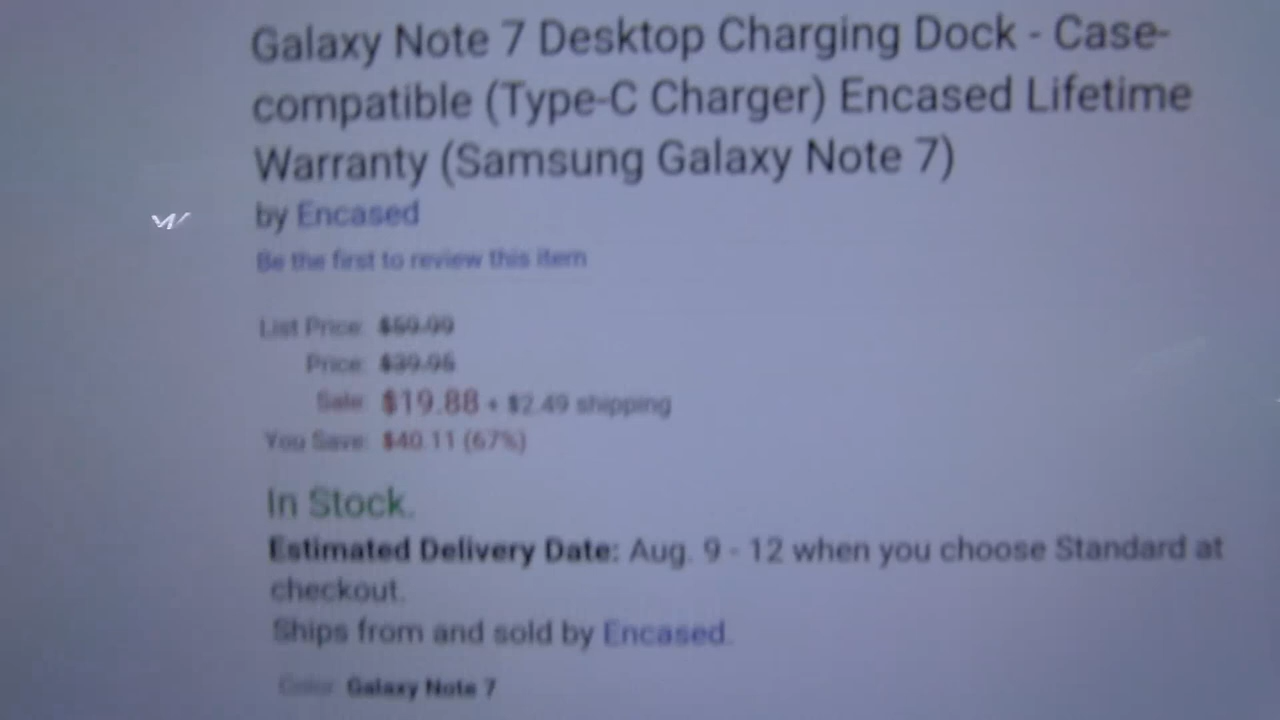 Galaxy Note 7 Desktop Charging Dock - Case-
compatible (Type-C Charger) Encased Lifetime
Warranty (Samsung Galaxy Note 7)
by Encased
Be the first to review this item
List Price: $59.99
Price: $39.95
Sale: $19.88 + $2.49 shipping
You Save: $40.11 (67%)
In Stock.
Estimated Delivery Date: Aug. 9 - 12 when you choose Standard at
checkout.
Ships from and sold by Encased.
Color: Galaxy Note 7